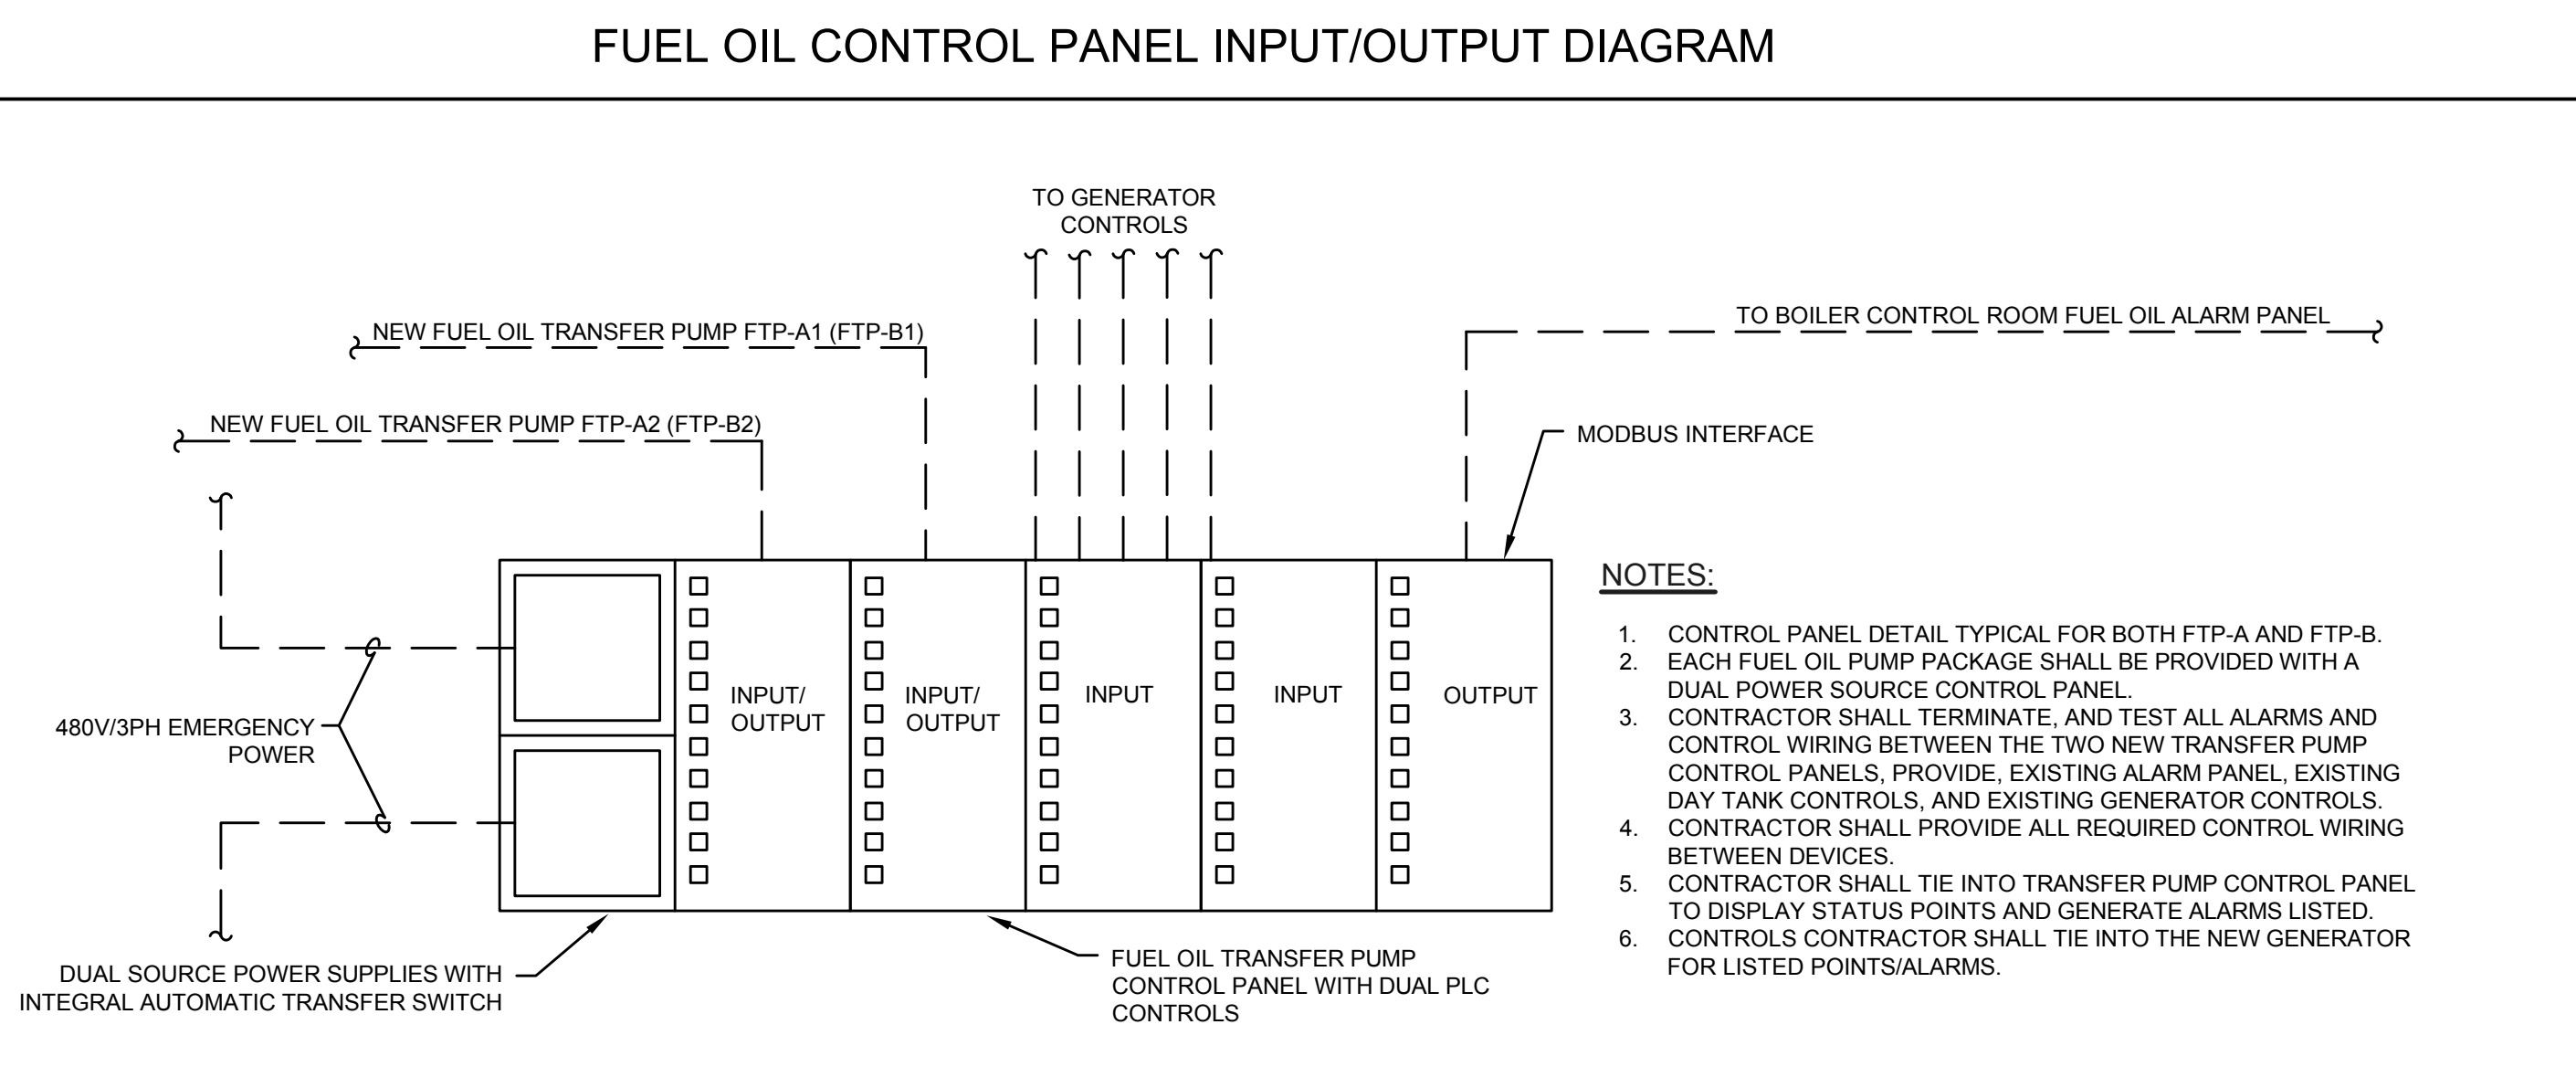 FUEL OIL CONTROL PANEL INPUT/OUTPUT DIAGRAM
TO GENERATOR
CONTROLS
NEW FUEL OIL TRANSFER PUMP FTP-A1 (FTP-B1)
TO BOILER CONTROL ROOM FUEL OIL ALARM PANEL
NEW FUEL OIL TRANSFER PUMP FTP-A2 (FTP-B2)
MODBUS INTERFACE
480V/3PH EMERGENCY
POWER
INPUT/
OUTPUT
INPUT/
OUTPUT
INPUT
INPUT
OUTPUT
DUAL SOURCE POWER SUPPLIES WITH
INTEGRAL AUTOMATIC TRANSFER SWITCH
FUEL OIL TRANSFER PUMP
CONTROL PANEL WITH DUAL PLC
CONTROLS
NOTES:
1. CONTROL PANEL DETAIL TYPICAL FOR BOTH FTP-A AND FTP-B.
2. EACH FUEL OIL PUMP PACKAGE SHALL BE PROVIDED WITH A
DUAL POWER SOURCE CONTROL PANEL.
3. CONTRACTOR SHALL TERMINATE, AND TEST ALL ALARMS AND
CONTROL WIRING BETWEEN THE TWO NEW TRANSFER PUMP
CONTROL PANELS, PROVIDE, EXISTING ALARM PANEL, EXISTING
DAY TANK CONTROLS, AND EXISTING GENERATOR CONTROLS.
4. CONTRACTOR SHALL PROVIDE ALL REQUIRED CONTROL WIRING
BETWEEN DEVICES.
5. CONTRACTOR SHALL TIE INTO TRANSFER PUMP CONTROL PANEL
TO DISPLAY STATUS POINTS AND GENERATE ALARMS LISTED.
6. CONTROLS CONTRACTOR SHALL TIE INTO THE NEW GENERATOR
FOR LISTED POINTS/ALARMS.